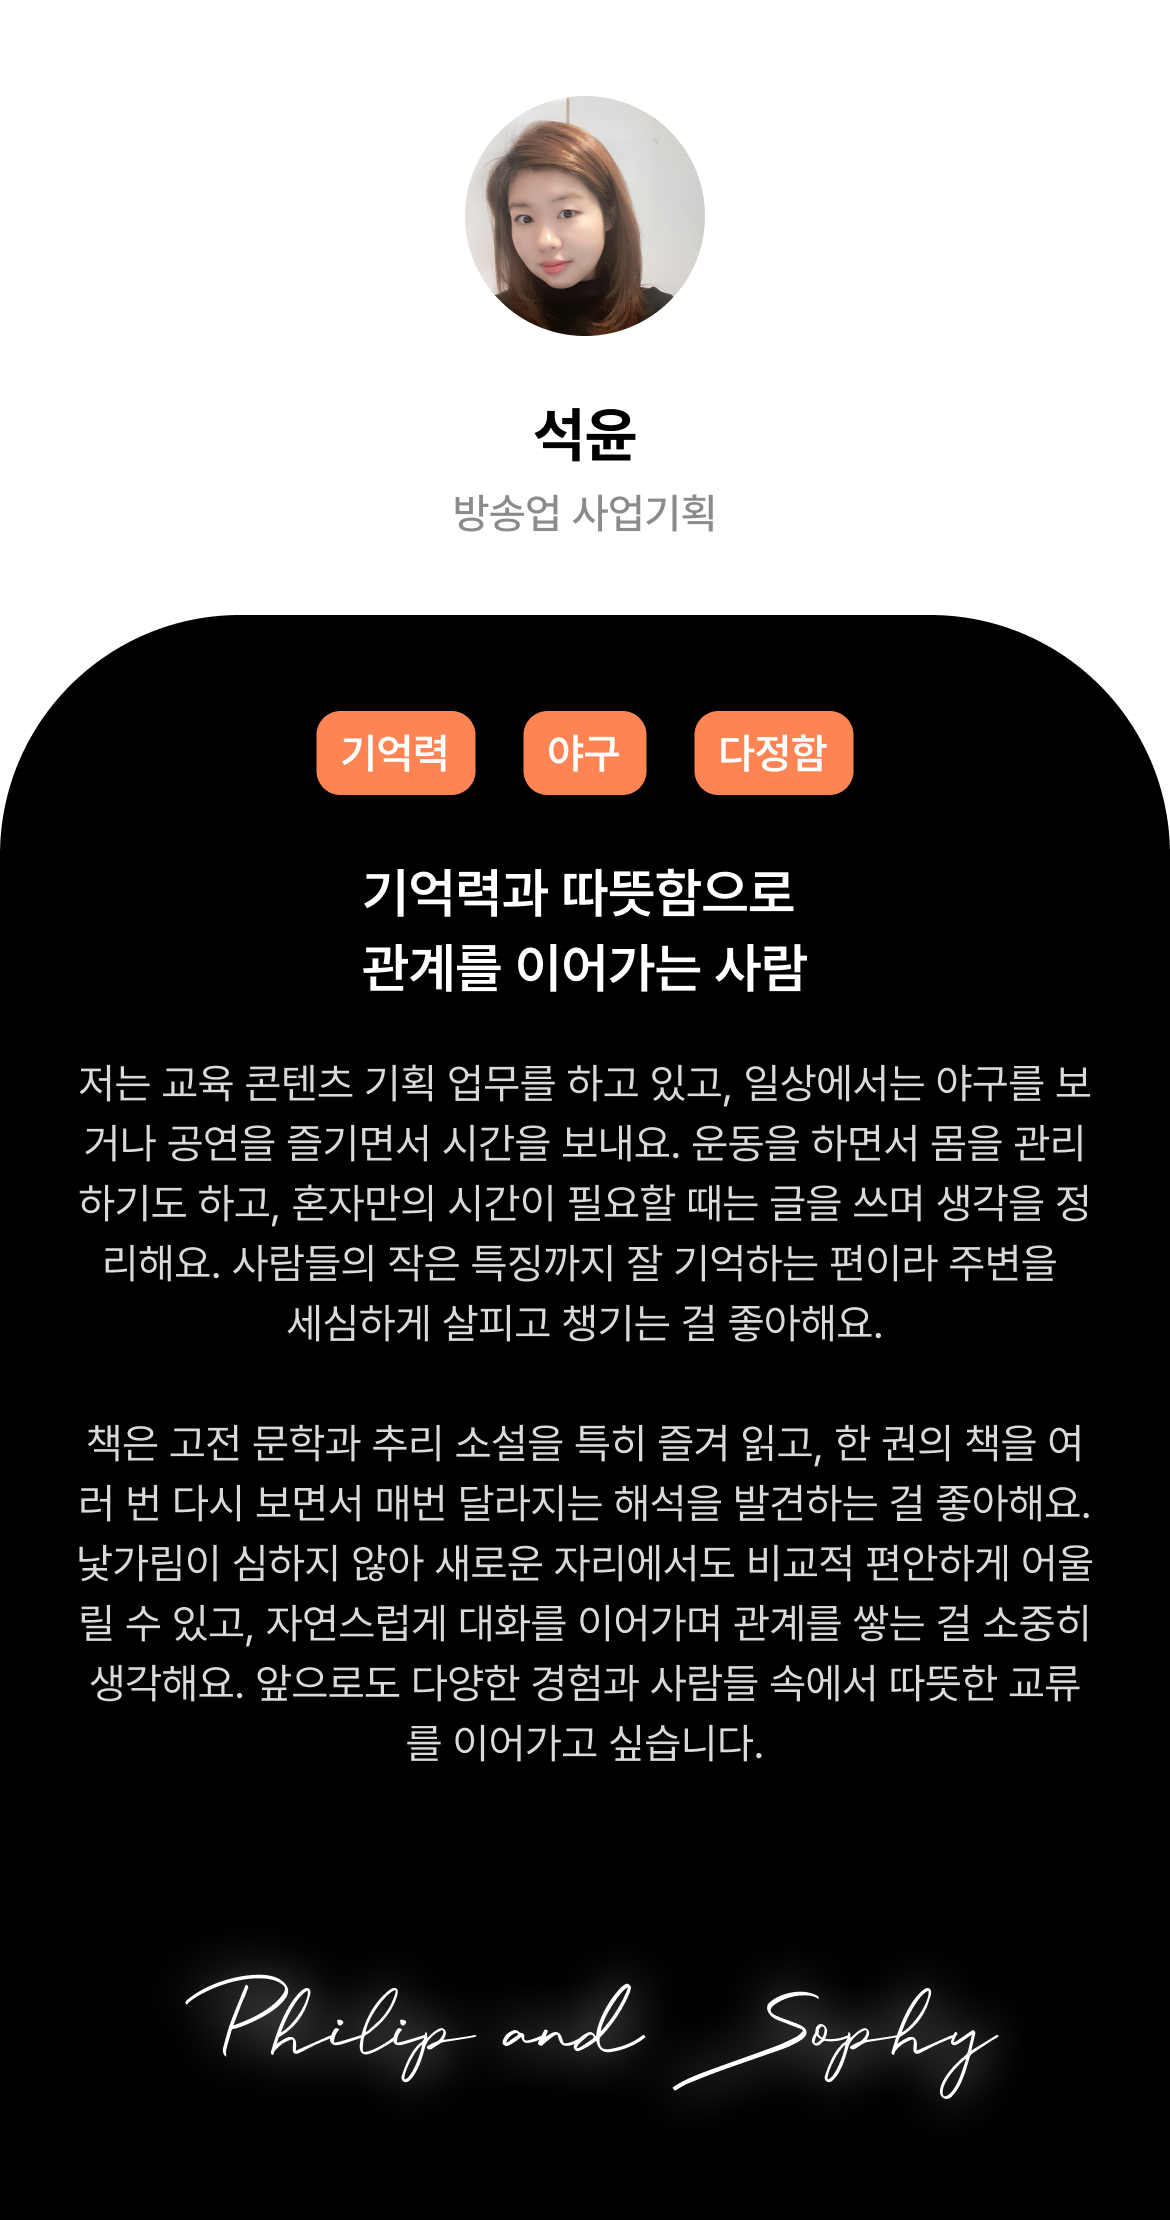 석윤
방송업 사업기획
기억력 야구 다정함
기억력과 따뜻함으로
관계를 이어가는 사람
저는 교육 콘텐츠 기획 업무를 하고 있고, 일상에서는 야구를 보
거나 공연을 즐기면서 시간을 보내요. 운동을 하면서 몸을 관리
하기도 하고, 혼자만의 시간이 필요할 때는 글을 쓰며 생각을 정
리해요. 사람들의 작은 특징까지 잘 기억하는 편이라 주변을
세심하게 살피고 챙기는 걸 좋아해요.
책은 고전 문학과 추리 소설을 특히 즐겨 읽고, 한 권의 책을 여
러 번 다시 보면서 매번 달라지는 해석을 발견하는 걸 좋아해요.
낯가림이 심하지 않아 새로운 자리에서도 비교적 편안하게 어울
릴 수 있고, 자연스럽게 대화를 이어가며 관계를 쌓는 걸 소중히
생각해요. 앞으로도 다양한 경험과 사람들 속에서 따뜻한 교류
를 이어가고 싶습니다.
Philip and Sophy